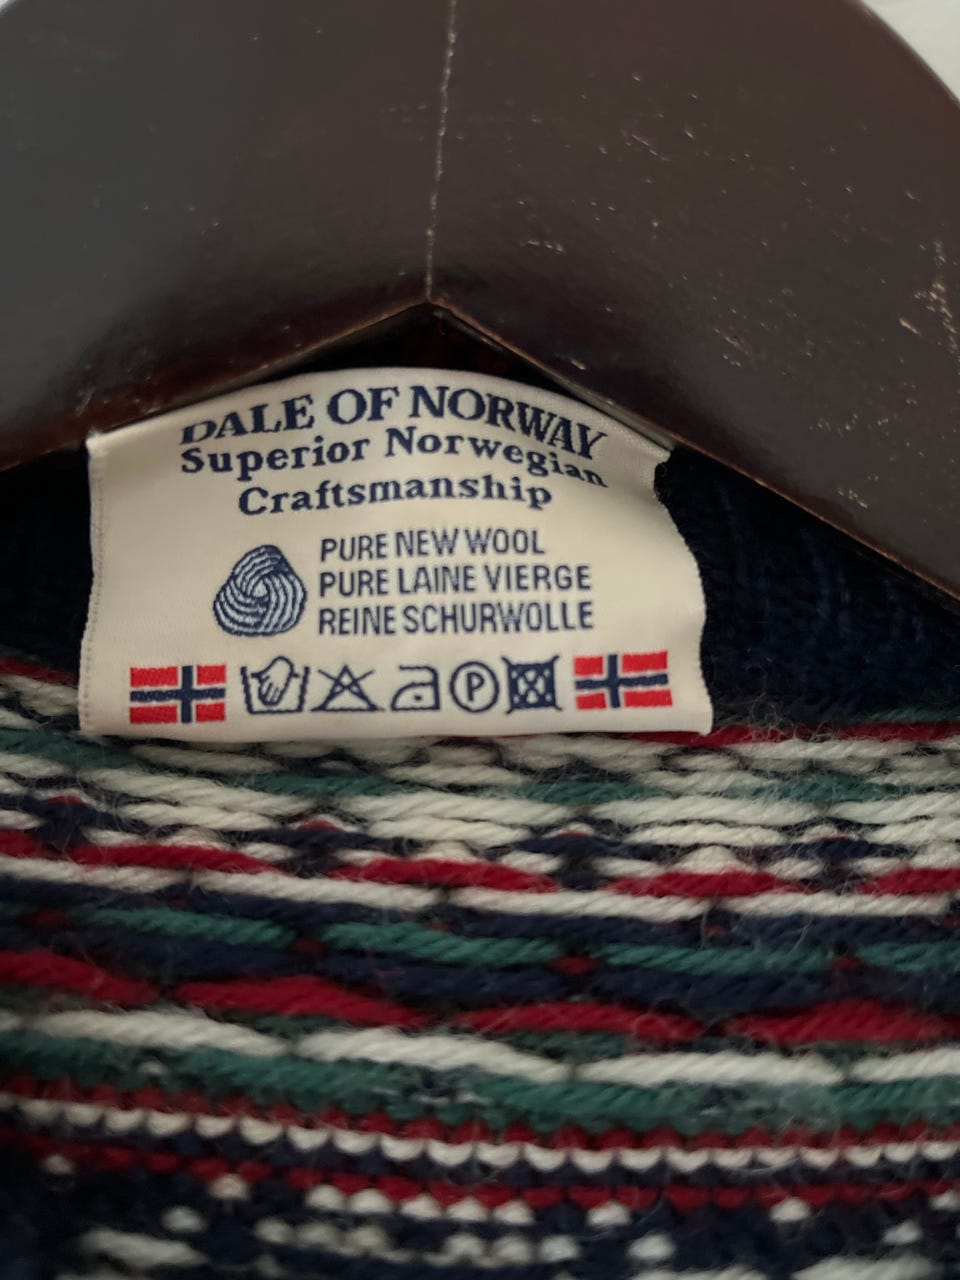 DALE OF NORWAY
Superior Norwegian
Craftsmanship
PURE NEW WOOL
PURE LAINE VIERGE
REINE SCHURWOLLE
P